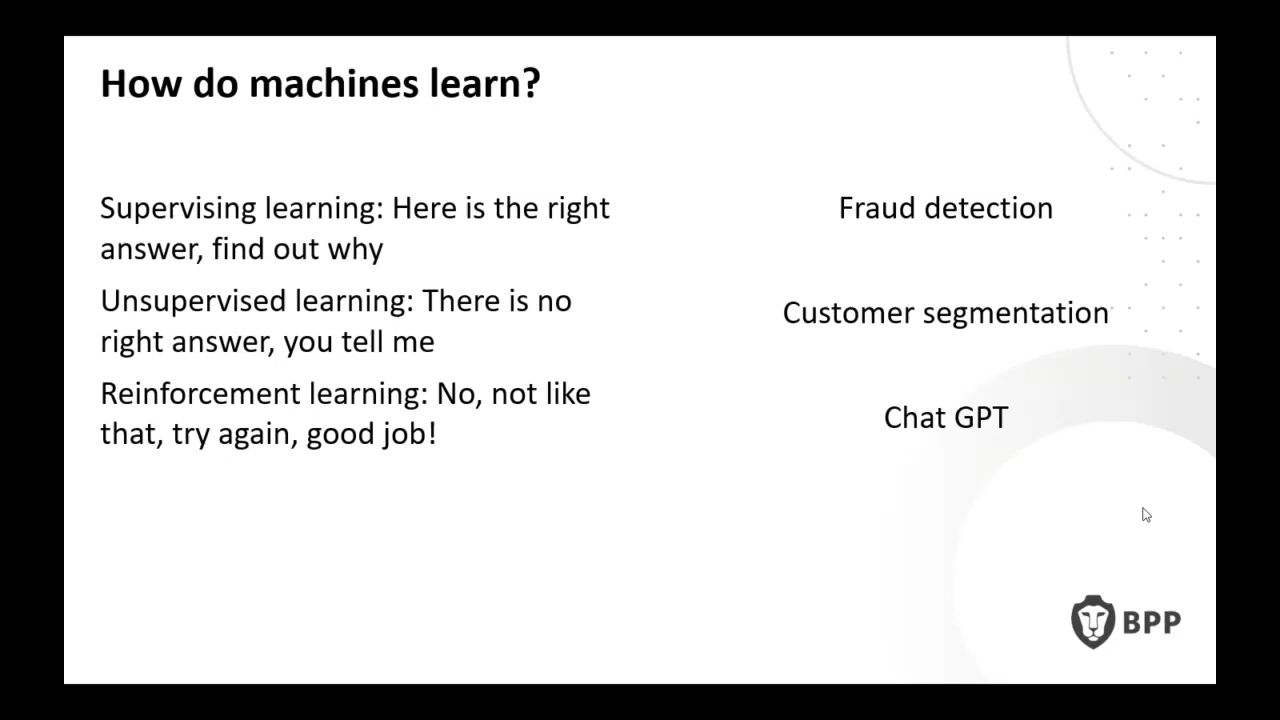 How do machines learn?
Supervising learning: Here is the right
answer, find out why
Fraud detection
Unsupervised learning: There is no
right answer, you tell me
Customer segmentation
Reinforcement learning: No, not like
that, try again, good job!
Chat GPT
BPP